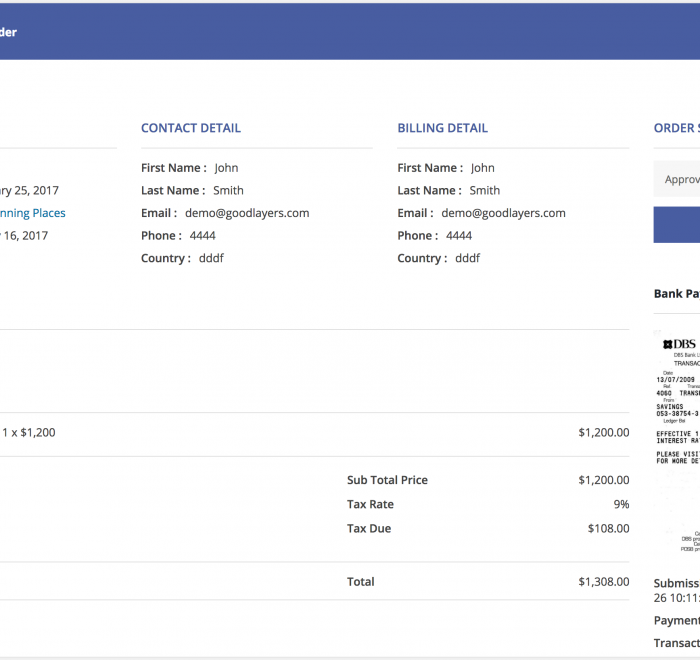 der
CONTACT DETAIL
BILLING DETAIL
ORDER S
First Name : John
First Name : John
Approv
ry 25, 2017
Last Name : Smith
Last Name : Smith
nning Places
Email : demo@goodlayers.com
Email : demo@goodlayers.com
16, 2017
Phone : 4444
Phone : 4444
Country : dddf
Country : dddf
Bank Pa
DBS
DBS Bank L
TRANSAC
Date
13/07/2009
Ref
4060 TRANS
From
SAVINGS
053-38754-3
Ledger Bal
EFFECTIVE 1
INTEREST RA
PLEASE VISI
FOR MORE DE
1 x $1,200
$1,200.00
Sub Total Price
$1,200.00
Tax Rate
9%
Tax Due
$108.00
Total
$1,308.00
Submiss
26 10:11:
Payment
Transact